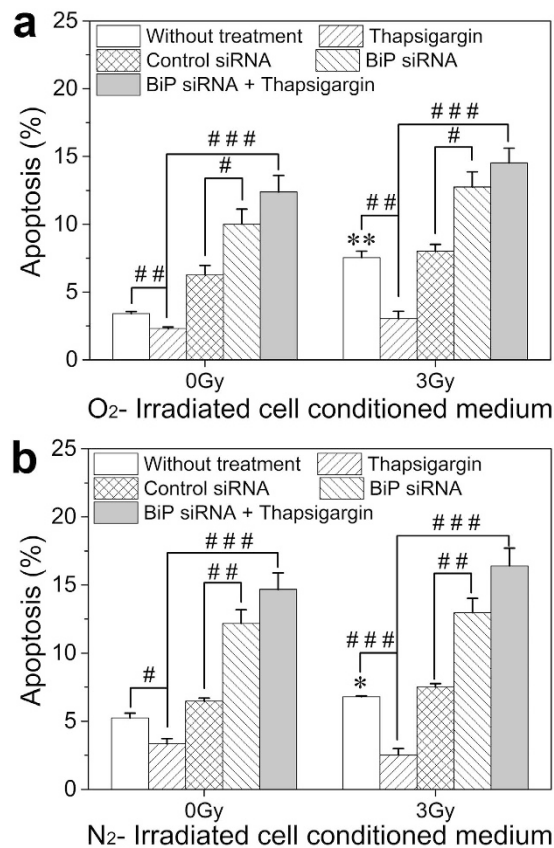 a
Without treatment
Thapsigargin
Control siRNA
BiP siRNA
BiP siRNA + Thapsigargin
Apoptosis (%)
25
20
15
10
5
0
# # #
#
# #
# # #
#
# #
**
0Gy
3Gy
O2- Irradiated cell conditioned medium
b
Without treatment
Thapsigargin
Control siRNA
BiP siRNA
BiP siRNA + Thapsigargin
Apoptosis (%)
25
20
15
10
5
0
# # #
# #
#
# # #
# #
# # #
*
0Gy
3Gy
N2- Irradiated cell conditioned medium